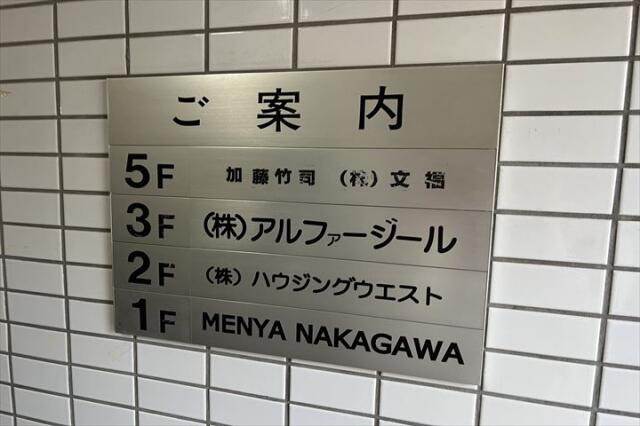 ご案内
5F 加藤竹司 (株)文福
3F (株)アルファージール
2F (株)ハウジングウエスト
1F MENYA NAKAGAWA